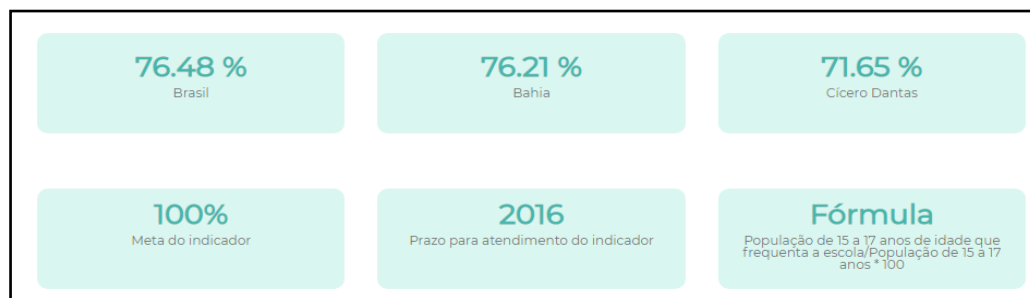 76.48 %
Brasil
76.21 %
Bahia
71.65 %
Cícero Dantas
100%
Meta do indicador
2016
Prazo para atendimento do indicador
Fórmula
População de 15 a 17 anos de idade que
frequenta a escola/População de 15 a 17
anos * 100